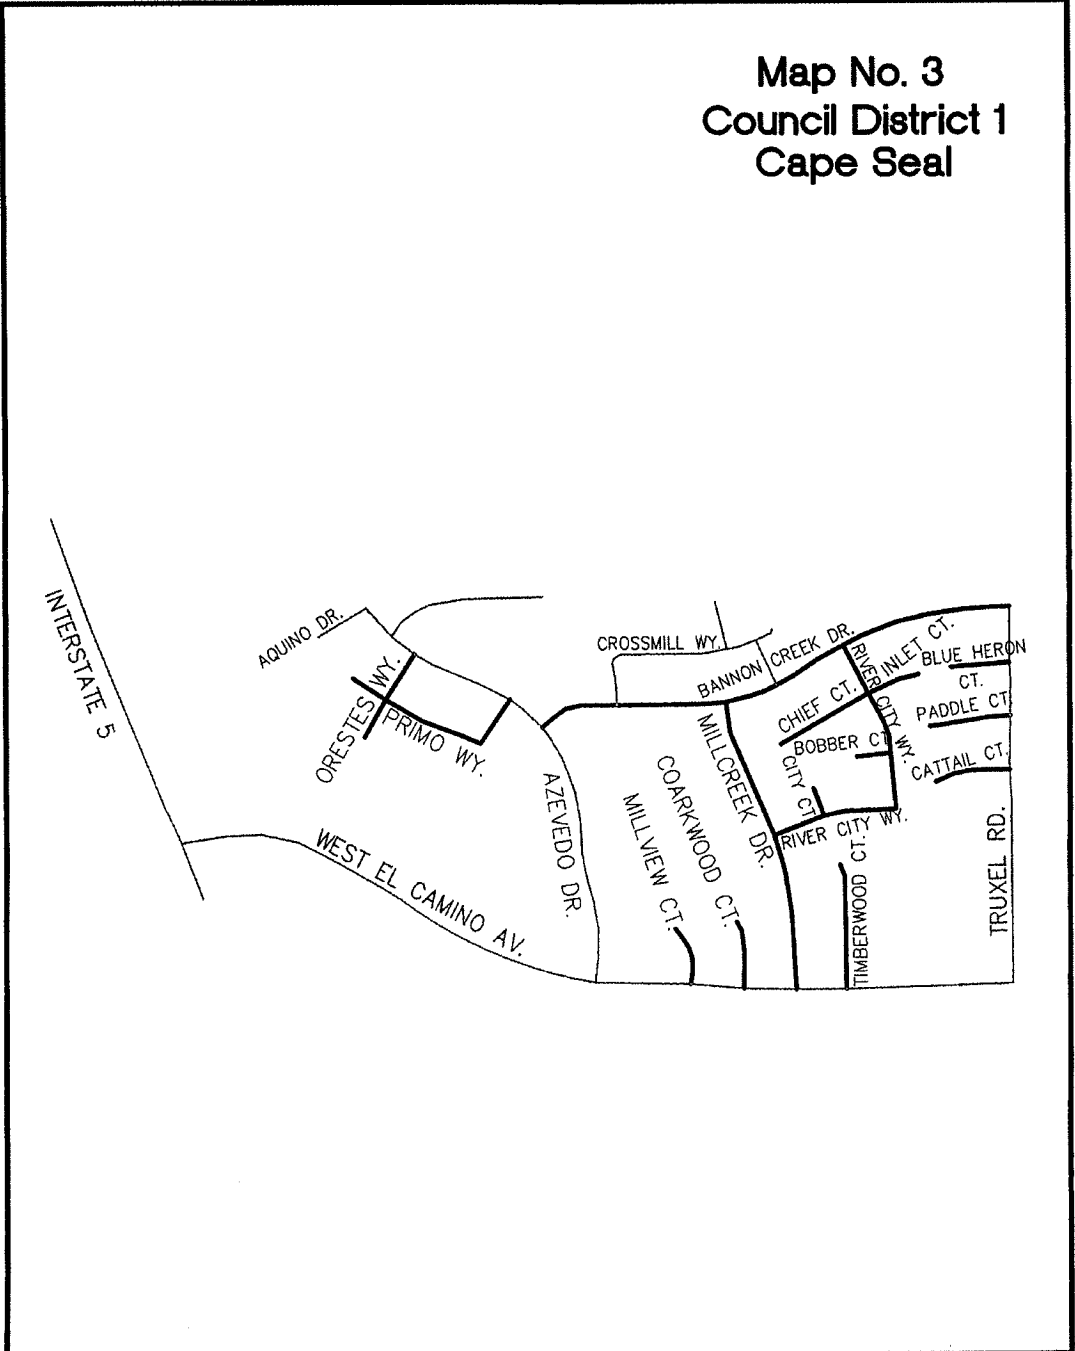 Map No. 3
Council District 1
Cape Seal
INTERSTATE 5
AQUINO DR.
ORESTES WY.
PRIMO WY.
WEST EL CAMINO AV.
AZEVEDO DR.
CROSSMILL WY.
BANNON CREEK DR.
MILLCREEK DR.
COARKWOOD CT.
MILLVIEW CT.
RIVER CITY WY.
INLET CT.
BLUE HERON
CT.
CHIEF CT.
PADDLE CT
BOBBER CT
CITY CT
CATTAIL CT.
RIVER CITY WY.
TIMBERWOOD CT.
TRUXEL RD.